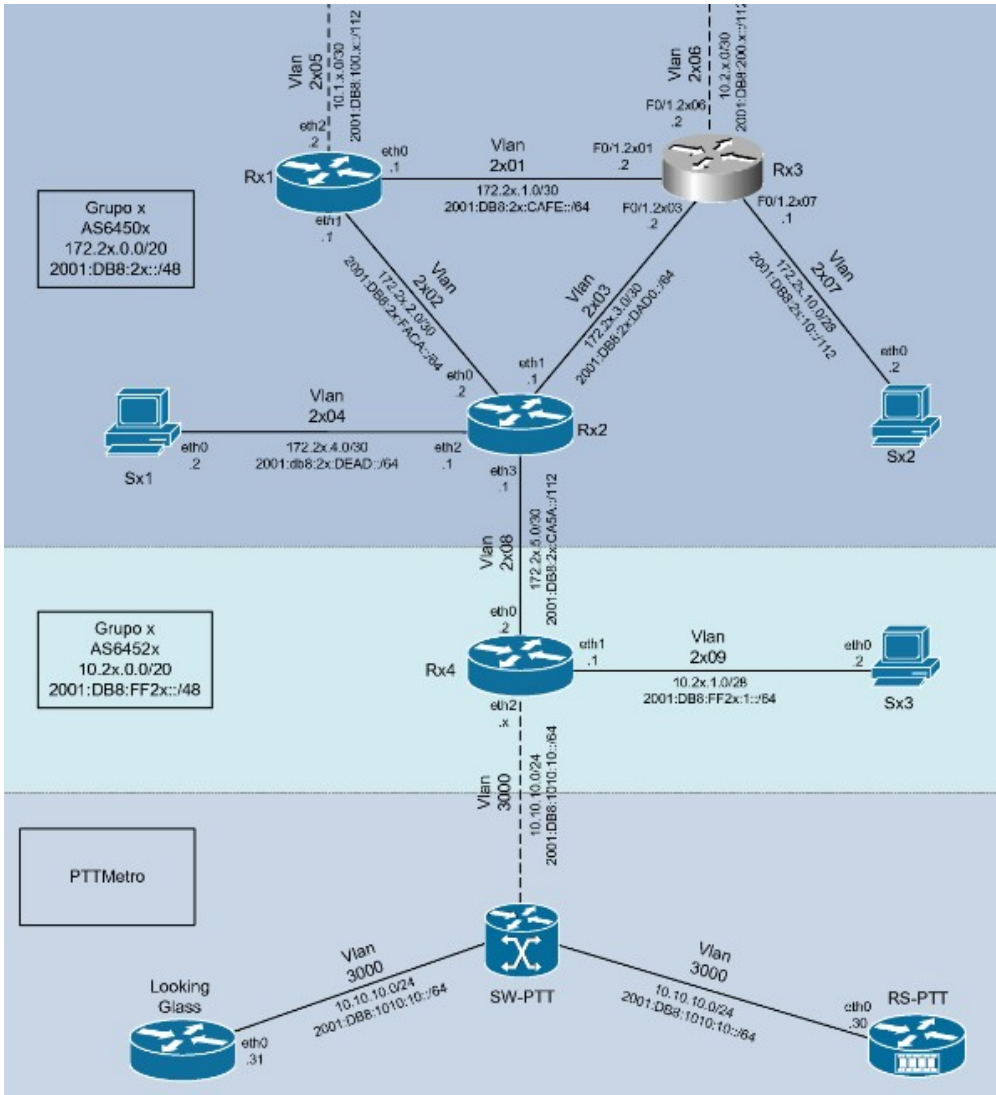 Vlan
2x05
10.1.x.0/30
2001:DB8:100.x::/112
Vlan
2x06
10.2.x.0/30
2001:DB8:200.x::/112
eth2
.2
F0/1.2x06
.2
Rx1
eth0
.1
Vlan
2x01
172.2x.1.0/30
2001:DB8:2x:CAFE::/64
F0/1.2x01
.2
Rx3
eth1
.1
F0/1.2x03
.2
F0/1.2x07
.1
Grupo x
AS6450x
172.2x.0.0/20
2001:DB8:2x::/48
Vlan
2x02
172.2x.2.0/30
2001:DB8:2x:FACA::/64
Vlan
2x03
172.2x.3.0/30
2001:DB8:2x:DAD0::/64
Vlan
2x07
172.2x.10.0/28
2001:DB8:2x:10::/112
eth0
.2
eth1
.1
eth0
.2
Sx1
eth0
.2
Vlan
2x04
172.2x.4.0/30
2001:db8:2x:DEAD::/64
eth2
.1
Rx2
Sx2
eth3
.1
Vlan
2x08
172.2x.5.0/30
2001:DB8:2x:CA5A::/112
Grupo x
AS6452x
10.2x.0.0/20
2001:DB8:FF2x::/48
eth0
.2
Rx4
eth1
.1
Vlan
2x09
10.2x.1.0/28
2001:DB8:FF2x:1::/64
eth0
.2
Sx3
eth2
.x
Vlan
3000
10.10.10.0/24
2001:DB8:1010:10::/64
PTTMetro
Looking
Glass
eth0
.31
Vlan
3000
10.10.10.0/24
2001:DB8:1010:10::/64
SW-PTT
Vlan
3000
10.10.10.0/24
2001:DB8:1010:10::/64
RS-PTT
eth0
.30